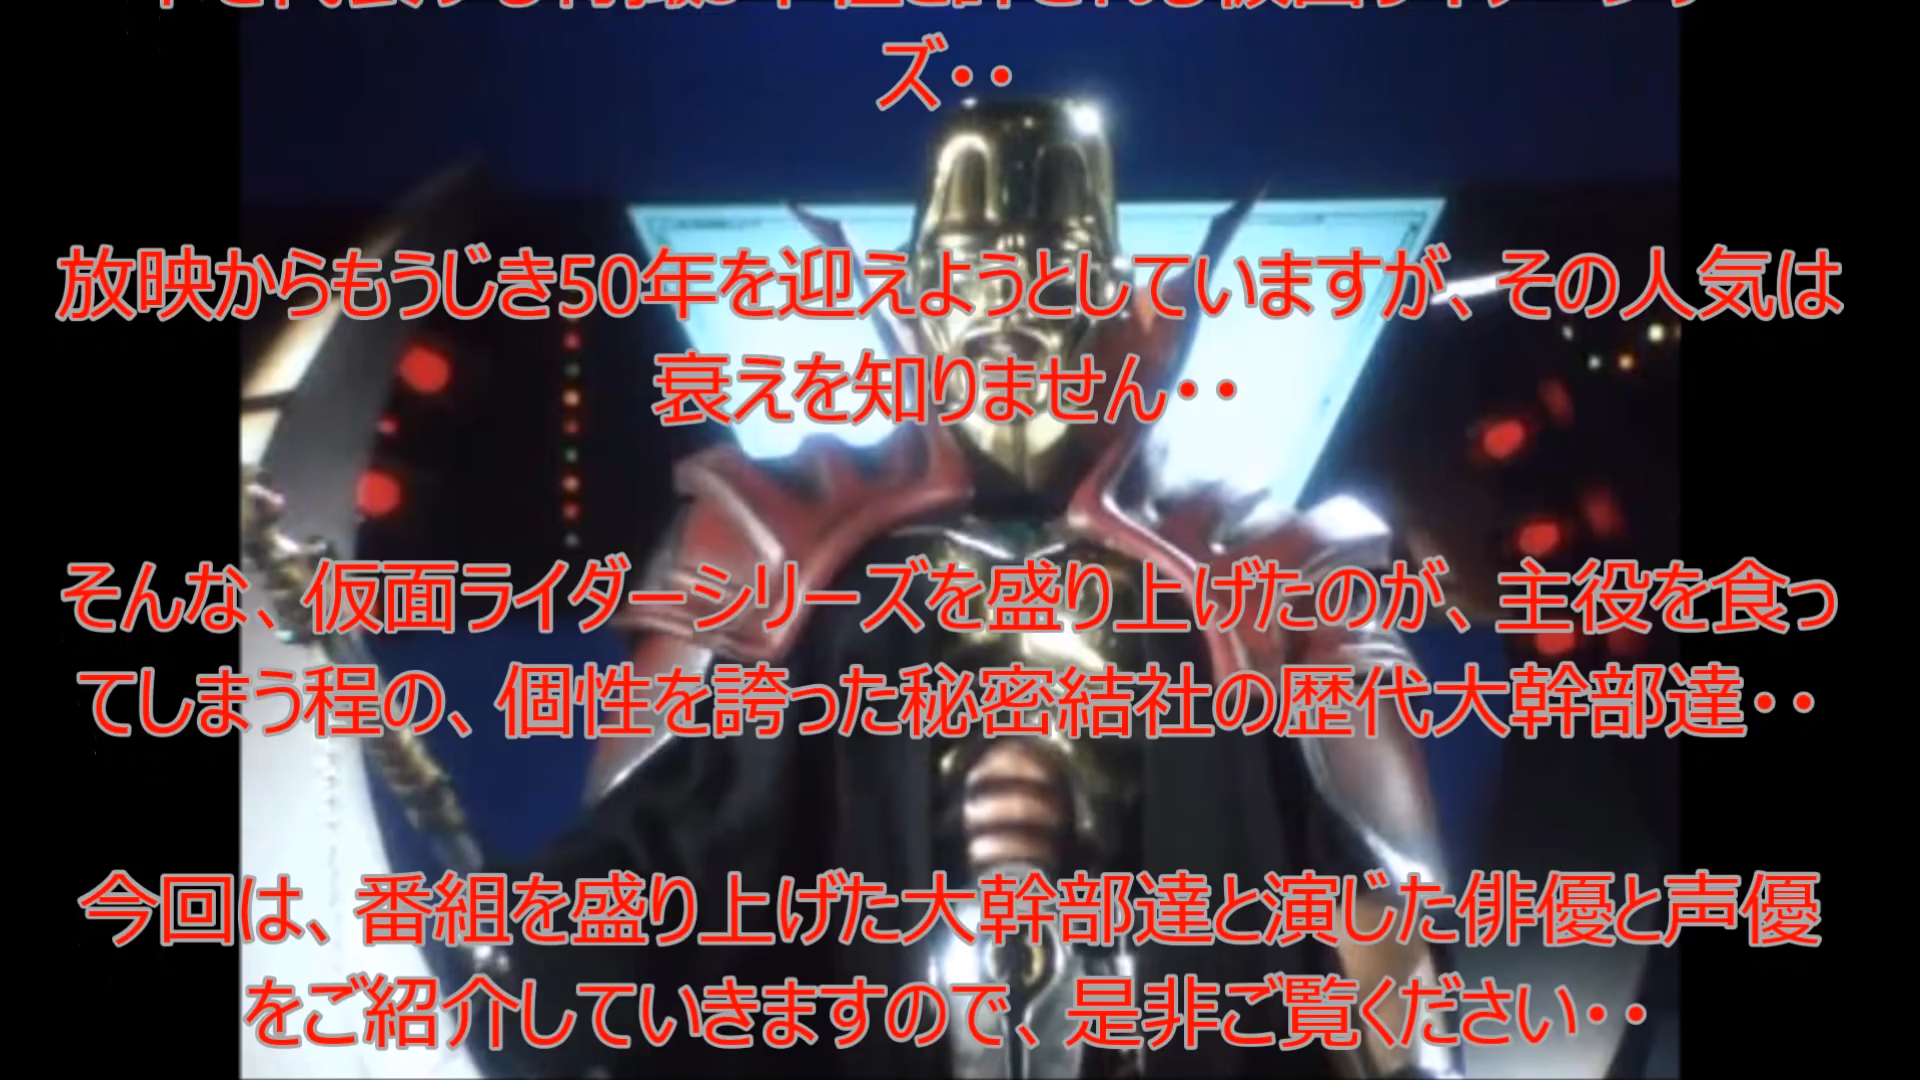 ズ・・
放映からもうじき50年を迎えようとしていますが、その人気は
衰えを知りません・・
そんな、仮面ライダーシリーズを盛り上げたのが、主役を食っ
てしまう程の、個性を誇った秘密結社の歴代大幹部達・・
今回は、番組を盛り上げた大幹部達と演じた俳優と声優
をご紹介していきますので、是非ご覧ください・・